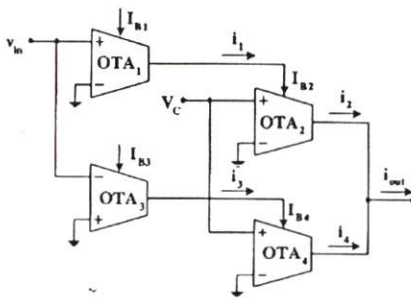 I_B1
v_in
+
i_1
OTA_1
−
I_B2
V_C
+
i_2
OTA_2
−
I_B3
i_3
i_out
−
OTA_3
+
I_B4
+
i_4
OTA_4
−